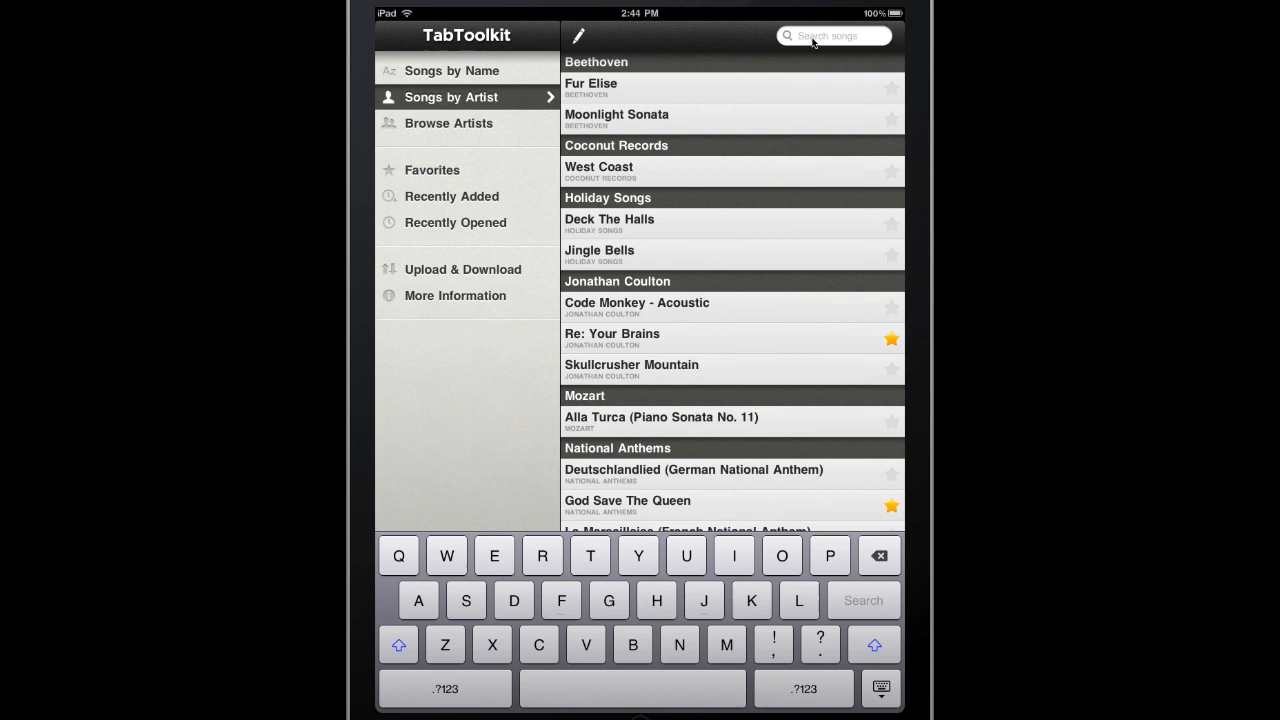 iPad 2:44 PM 100%
TabToolkit
Search songs
Az Songs by Name
Songs by Artist
Browse Artists
Favorites
Recently Added
Recently Opened
Upload & Download
More Information
Beethoven
Fur Elise
BEETHOVEN
Moonlight Sonata
BEETHOVEN
Coconut Records
West Coast
COCONUT RECORDS
Holiday Songs
Deck The Halls
HOLIDAY SONGS
Jingle Bells
HOLIDAY SONGS
Jonathan Coulton
Code Monkey - Acoustic
JONATHAN COULTON
Re: Your Brains
JONATHAN COULTON
Skullcrusher Mountain
JONATHAN COULTON
Mozart
Alla Turca (Piano Sonata No. 11)
MOZART
National Anthems
Deutschlandlied (German National Anthem)
NATIONAL ANTHEMS
God Save The Queen
NATIONAL ANTHEMS
La Marseillaise (French National Anthem)
Q W E R T Y U I O P
A S D F G H J K L Search
Z X C V B N M ! , ? .
.?123 .?123